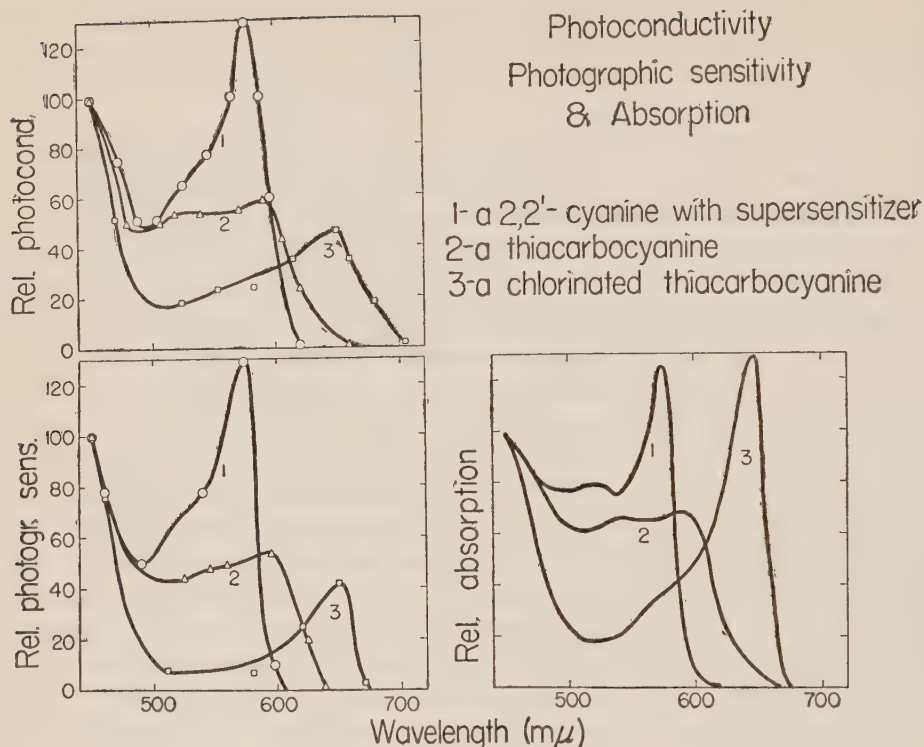 Photoconductivity
Photographic sensitivity
& Absorption
1-a 2,2'-cyanine with supersensitizer
2-a thiacarbocyanine
3-a chlorinated thiacarbocyanine
Rel. photocond.
120
100
80
60
40
20
0
1
2
3
Rel. photogr. sens.
120
100
80
60
40
20
0
1
2
3
500
600
700
Rel. absorption
1
2
3
500
600
700
Wavelength (mμ)